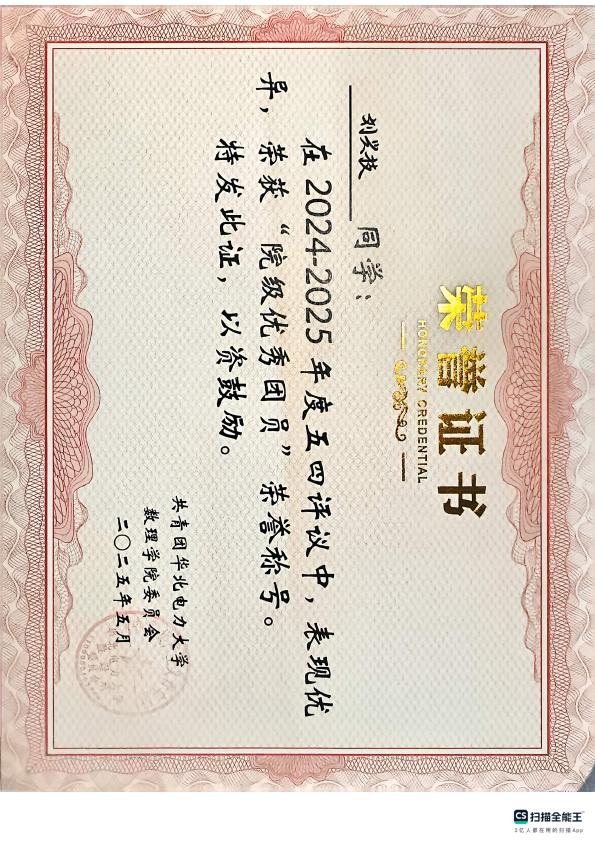 荣誉证书
HONORARY CREDENTIAL
同学：
在2024-2025年度五四评议中，表现优
异，荣获“院级优秀团员”荣誉称号。
特发此证，以资鼓励。
共青团华北电力大学
数理学院委员会
二〇二五年五月
CS 扫描全能王
3亿人都在用的扫描App